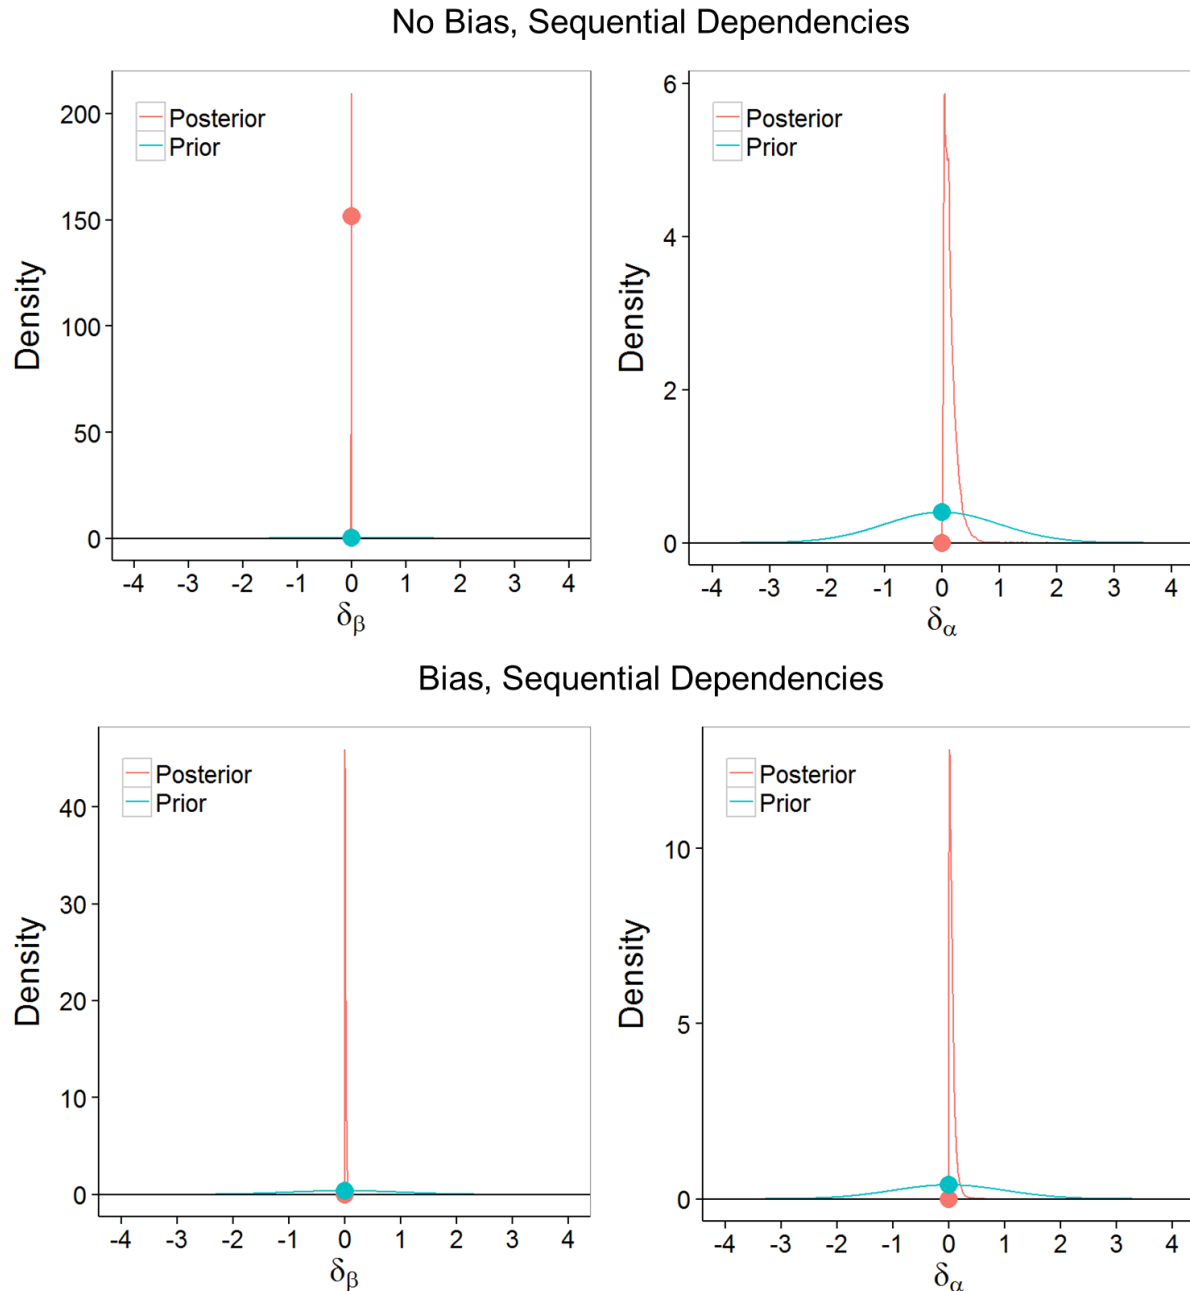 No Bias, Sequential Dependencies
Density
200
150
100
50
0
Posterior
Prior
-4 -3 -2 -1 0 1 2 3 4
δβ
Density
6
4
2
0
Posterior
Prior
-4 -3 -2 -1 0 1 2 3 4
δα
Bias, Sequential Dependencies
Density
40
30
20
10
0
Posterior
Prior
-4 -3 -2 -1 0 1 2 3 4
δβ
Density
10
5
0
Posterior
Prior
-4 -3 -2 -1 0 1 2 3 4
δα